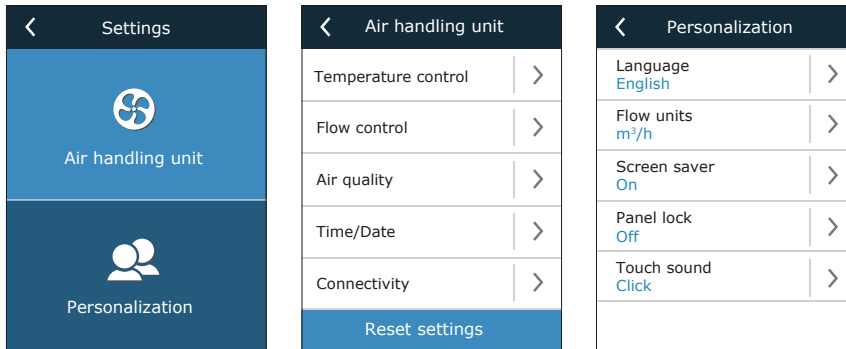 Settings
Air handling unit
Personalization
Air handling unit
Temperature control
Flow control
Air quality
Time/Date
Connectivity
Reset settings
Personalization
Language
English
Flow units
m³/h
Screen saver
On
Panel lock
Off
Touch sound
Click